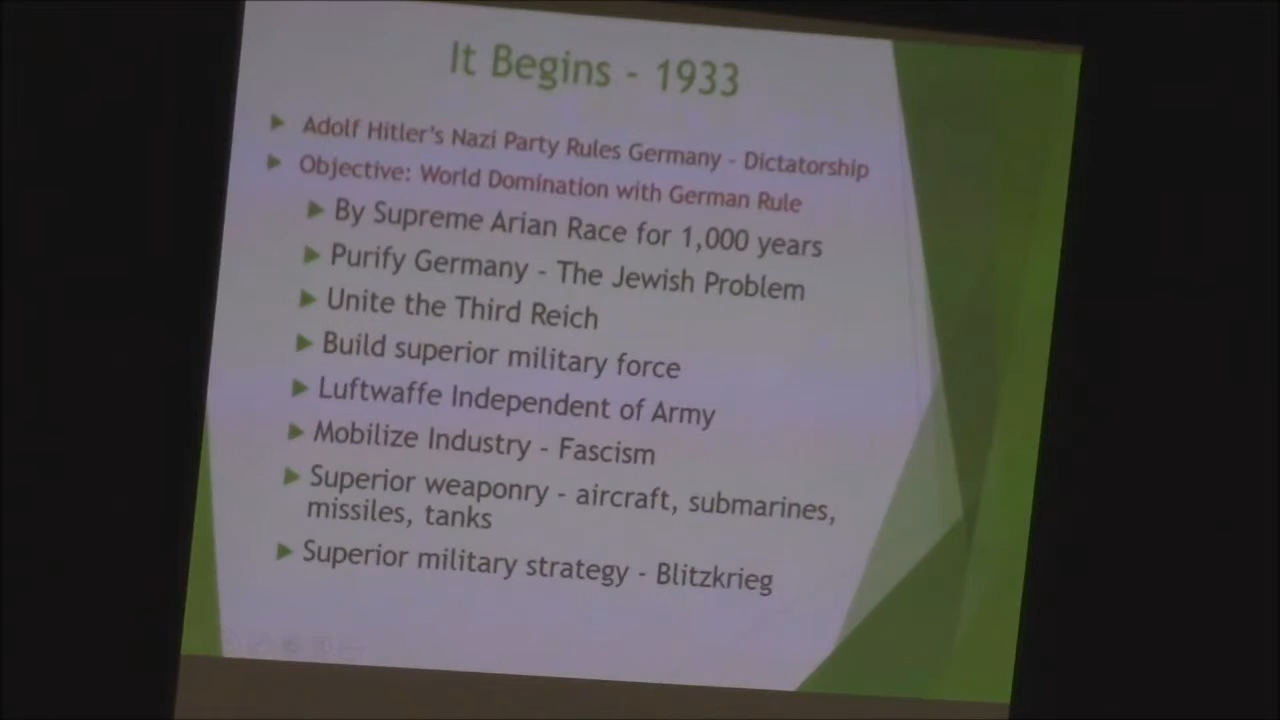 It Begins - 1933
Adolf Hitler's Nazi Party Rules Germany - Dictatorship
Objective: World Domination with German Rule
By Supreme Arian Race for 1,000 years
Purify Germany - The Jewish Problem
Unite the Third Reich
Build superior military force
Luftwaffe Independent of Army
Mobilize Industry - Fascism
Superior weaponry - aircraft, submarines,
missiles, tanks
Superior military strategy - Blitzkrieg